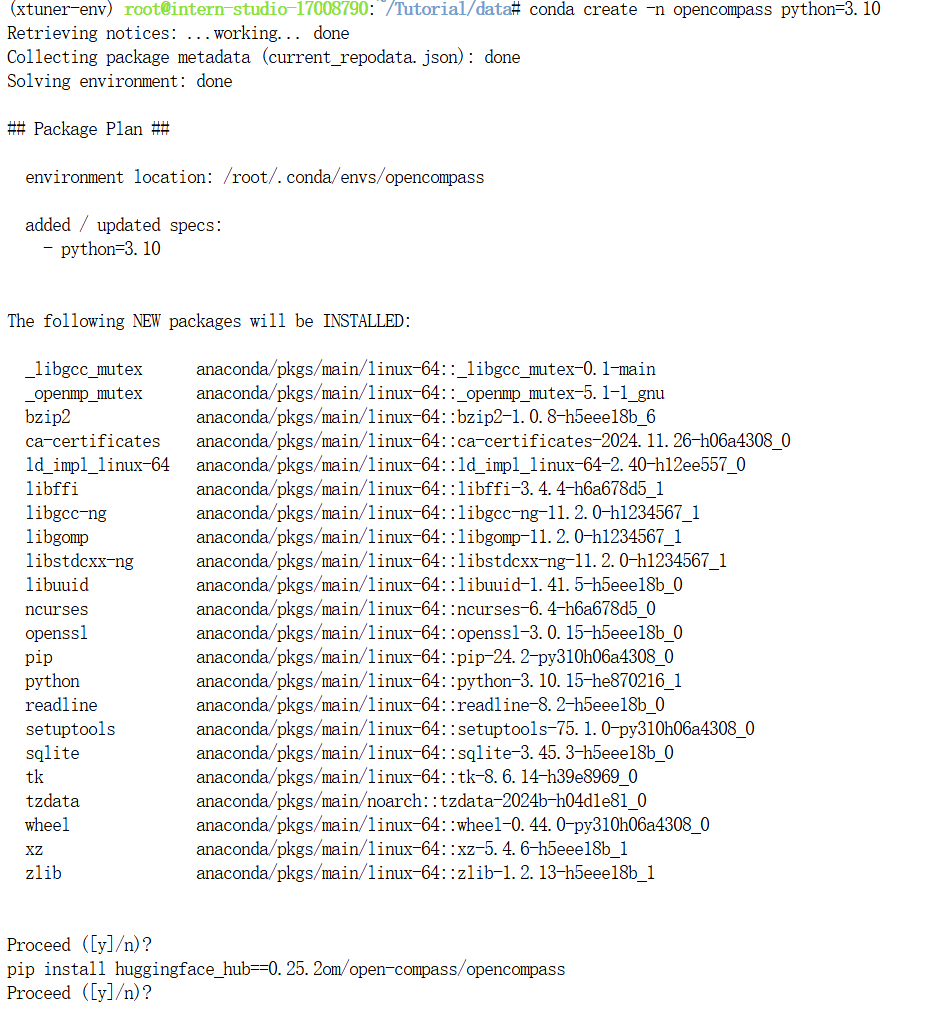 (xtuner-env) root@intern-studio-17008790:~/Tutorial/data# conda create -n opencompass python=3.10
Retrieving notices: ...working... done
Collecting package metadata (current_repodata.json): done
Solving environment: done
## Package Plan ##
environment location: /root/.conda/envs/opencompass
added / updated specs:
- python=3.10
The following NEW packages will be INSTALLED:
_libgcc_mutex anaconda/pkgs/main/linux-64::_libgcc_mutex-0.1-main
_openmp_mutex anaconda/pkgs/main/linux-64::_openmp_mutex-5.1-1_gnu
bzip2 anaconda/pkgs/main/linux-64::bzip2-1.0.8-h5eee18b_6
ca-certificates anaconda/pkgs/main/linux-64::ca-certificates-2024.11.26-h06a4308_0
ld_impl_linux-64 anaconda/pkgs/main/linux-64::ld_impl_linux-64-2.40-h12ee557_0
libffi anaconda/pkgs/main/linux-64::libffi-3.4.4-h6a678d5_1
libgcc-ng anaconda/pkgs/main/linux-64::libgcc-ng-11.2.0-h1234567_1
libgomp anaconda/pkgs/main/linux-64::libgomp-11.2.0-h1234567_1
libstdcxx-ng anaconda/pkgs/main/linux-64::libstdcxx-ng-11.2.0-h1234567_1
libuuid anaconda/pkgs/main/linux-64::libuuid-1.41.5-h5eee18b_0
ncurses anaconda/pkgs/main/linux-64::ncurses-6.4-h6a678d5_0
openssl anaconda/pkgs/main/linux-64::openssl-3.0.15-h5eee18b_0
pip anaconda/pkgs/main/linux-64::pip-24.2-py310h06a4308_0
python anaconda/pkgs/main/linux-64::python-3.10.15-he870216_1
readline anaconda/pkgs/main/linux-64::readline-8.2-h5eee18b_0
setuptools anaconda/pkgs/main/linux-64::setuptools-75.1.0-py310h06a4308_0
sqlite anaconda/pkgs/main/linux-64::sqlite-3.45.3-h5eee18b_0
tk anaconda/pkgs/main/linux-64::tk-8.6.14-h39e8969_0
tzdata anaconda/pkgs/main/noarch::tzdata-2024b-h04d1e81_0
wheel anaconda/pkgs/main/linux-64::wheel-0.44.0-py310h06a4308_0
xz anaconda/pkgs/main/linux-64::xz-5.4.6-h5eee18b_1
zlib anaconda/pkgs/main/linux-64::zlib-1.2.13-h5eee18b_1
Proceed ([y]/n)?
pip install huggingface_hub==0.25.2om/open-compass/opencompass
Proceed ([y]/n)?